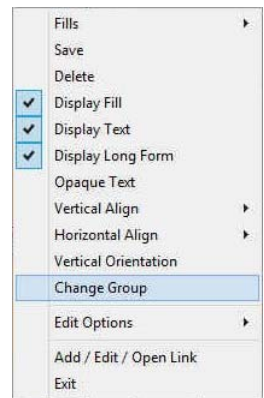 Fills
Save
Delete
Display Fill
Display Text
Display Long Form
Opaque Text
Vertical Align
Horizontal Align
Vertical Orientation
Change Group
Edit Options
Add / Edit / Open Link
Exit